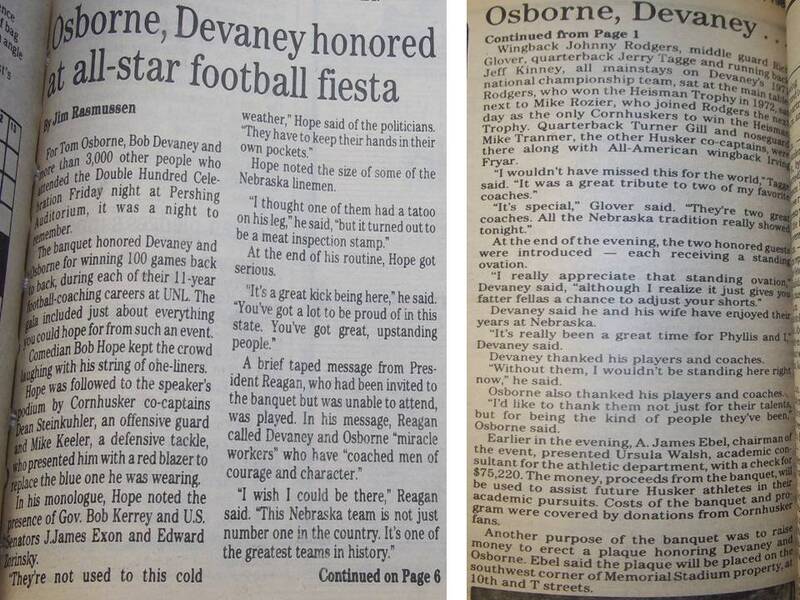 Osborne, Devaney honored
at all-star football fiesta
By Jim Rasmussen
For Tom Osborne, Bob Devaney and
more than 3,000 other people who
attended the Double Hundred Cele-
bration Friday night at Pershing
Auditorium, it was a night to
remember.
The banquet honored Devaney and
Osborne for winning 100 games back
to back, during each of their 11-year
football-coaching careers at UNL. The
gala included just about everything
you could hope for from such an event.
Comedian Bob Hope kept the crowd
laughing with his string of one-liners.
Hope was followed to the speaker's
podium by Cornhusker co-captains
Dean Steinkuhler, an offensive guard
and Mike Keeler, a defensive tackle,
who presented him with a red blazer to
replace the blue one he was wearing.
In his monologue, Hope noted the
presence of Gov. Bob Kerrey and U.S.
Senators J.James Exon and Edward
Zorinsky.
"They're not used to this cold
weather," Hope said of the politicians.
"They have to keep their hands in their
own pockets."
Hope noted the size of some of the
Nebraska linemen.
"I thought one of them had a tatoo
on his leg," he said, "but it turned out to
be a meat inspection stamp."
At the end of his routine, Hope got
serious.
"It's a great kick being here," he said.
"You've got a lot to be proud of in this
state. You've got great, upstanding
people."
A brief taped message from Pres-
ident Reagan, who had been invited to
the banquet but was unable to attend,
was played. In his message, Reagan
called Devaney and Osborne "miracle
workers" who have "coached men of
courage and character."
"I wish I could be there," Reagan
said. "This Nebraska team is not just
number one in the country. It's one of
the greatest teams in history."
Continued on Page 6
Osborne, Devaney . . .
Continued from Page 1
Wingback Johnny Rodgers, middle guard Rich
Glover, quarterback Jerry Tagge and running back
Jeff Kinney, all mainstays on Devaney's 1971
national championship team, sat at the main table.
Rodgers, who won the Heisman Trophy in 1972, sat
next to Mike Rozier, who joined Rodgers the next
day as the only Cornhuskers to win the Heisman
Trophy. Quarterback Turner Gill and noseguard
Mike Tranmer, the other Husker co-captains, were
there along with All-American wingback Irving
Fryar.
"I wouldn't have missed this for the world," Tagge
said. "It was a great tribute to two of my favorite
coaches."
"It's special," Glover said. "They're two great
coaches. All the Nebraska tradition really showed
tonight."
At the end of the evening, the two honored guests
were introduced — each receiving a standing
ovation.
"I really appreciate that standing ovation,"
Devaney said, "although I realize it just gives you
fatter fellas a chance to adjust your shorts."
Devaney said he and his wife have enjoyed their
years at Nebraska.
"It's really been a great time for Phyllis and I,"
Devaney said.
Devaney thanked his players and coaches.
"Without them, I wouldn't be standing here right
now," he said.
Osborne also thanked his players and coaches.
"I'd like to thank them not just for their talents,
but for being the kind of people they've been,"
Osborne said.
Earlier in the evening, A. James Ebel, chairman of
the event, presented Ursula Walsh, academic con-
sultant for the athletic department, with a check for
$75,220. The money, proceeds from the banquet, will
be used to assist future Husker athletes in their
academic pursuits. Costs of the banquet and pro-
gram were covered by donations from Cornhusker
fans.
Another purpose of the banquet was to raise
money to erect a plaque honoring Devaney and
Osborne. Ebel said the plaque will be placed on the
southwest corner of Memorial Stadium property, at
10th and T streets.